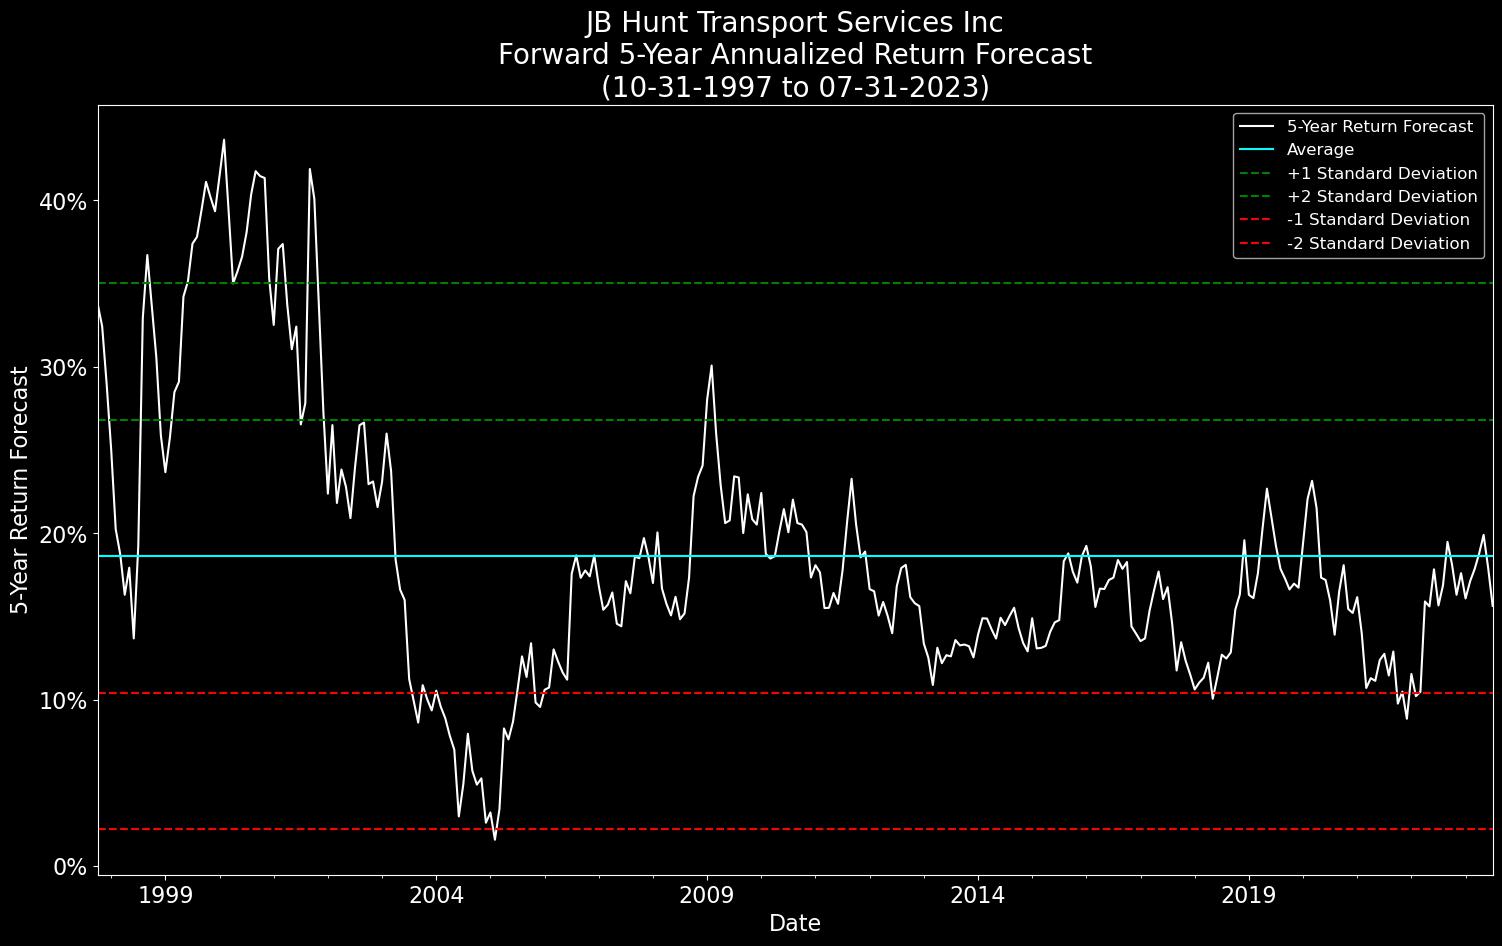 JB Hunt Transport Services Inc
Forward 5-Year Annualized Return Forecast
(10-31-1997 to 07-31-2023)
5-Year Return Forecast
Average
+1 Standard Deviation
+2 Standard Deviation
-1 Standard Deviation
-2 Standard Deviation
5-Year Return Forecast
40%
30%
20%
10%
0%
1999
2004
2009
2014
2019
Date